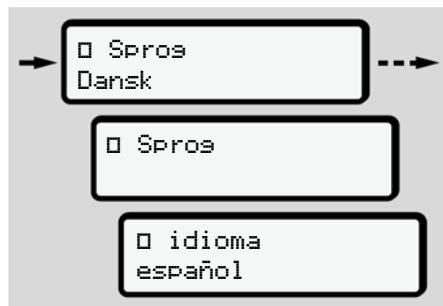 □ Sprog
Dansk
□ Sprog
□ idioma
español